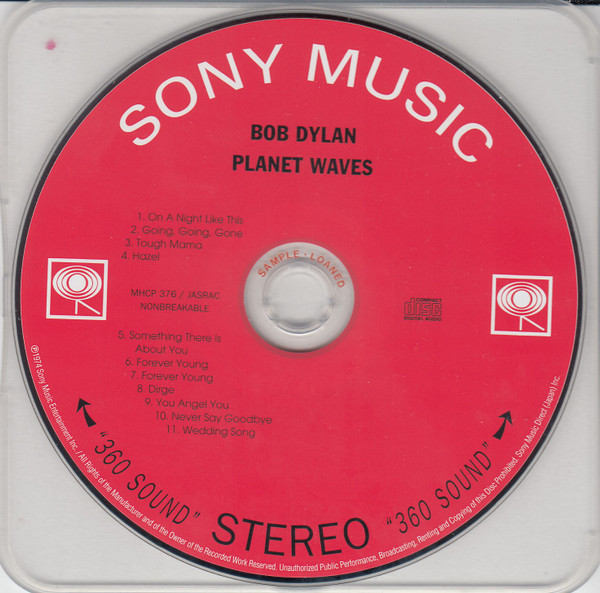 SONY MUSIC
BOB DYLAN
PLANET WAVES
1. On A Night Like This
2. Going, Going, Gone
3. Tough Mama
4. Hazel
SAMPLE · LOANED
MHCP 376 / JASRAC
NONBREAKABLE
COMPACT
disc
DIGITAL AUDIO
5. Something There Is
About You
6. Forever Young
7. Forever Young
8. Dirge
9. You Angel You
10. Never Say Goodbye
11. Wedding Song
"360 SOUND" STEREO "360 SOUND"
℗1974 Sony Music Entertainment Inc. / All Rights of the Manufacturer and of the Owner of the Recorded Work Reserved. Unauthorized Public Performance, Broadcasting, Renting and Copying of this Disc Prohibited. Sony Music Direct (Japan) Inc.